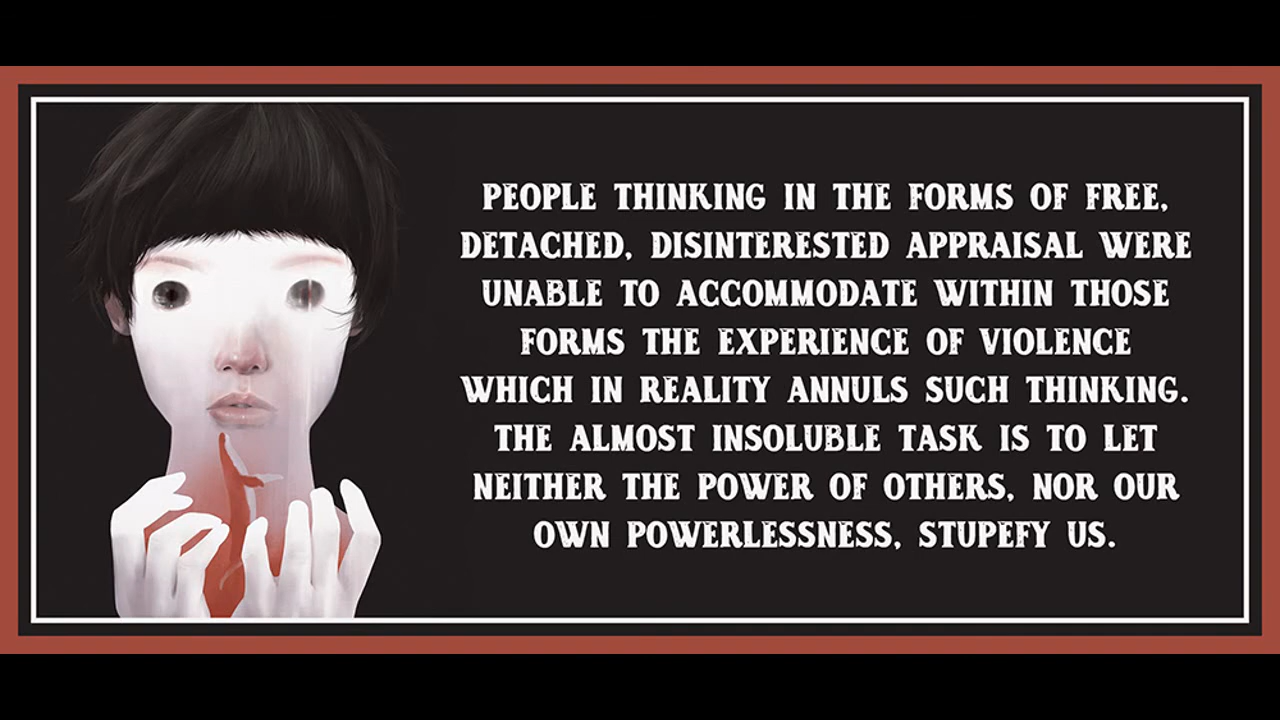 PEOPLE THINKING IN THE FORMS OF FREE,
DETACHED, DISINTERESTED APPRAISAL WERE
UNABLE TO ACCOMMODATE WITHIN THOSE
FORMS THE EXPERIENCE OF VIOLENCE
WHICH IN REALITY ANNULS SUCH THINKING.
THE ALMOST INSOLUBLE TASK IS TO LET
NEITHER THE POWER OF OTHERS, NOR OUR
OWN POWERLESSNESS, STUPEFY US.